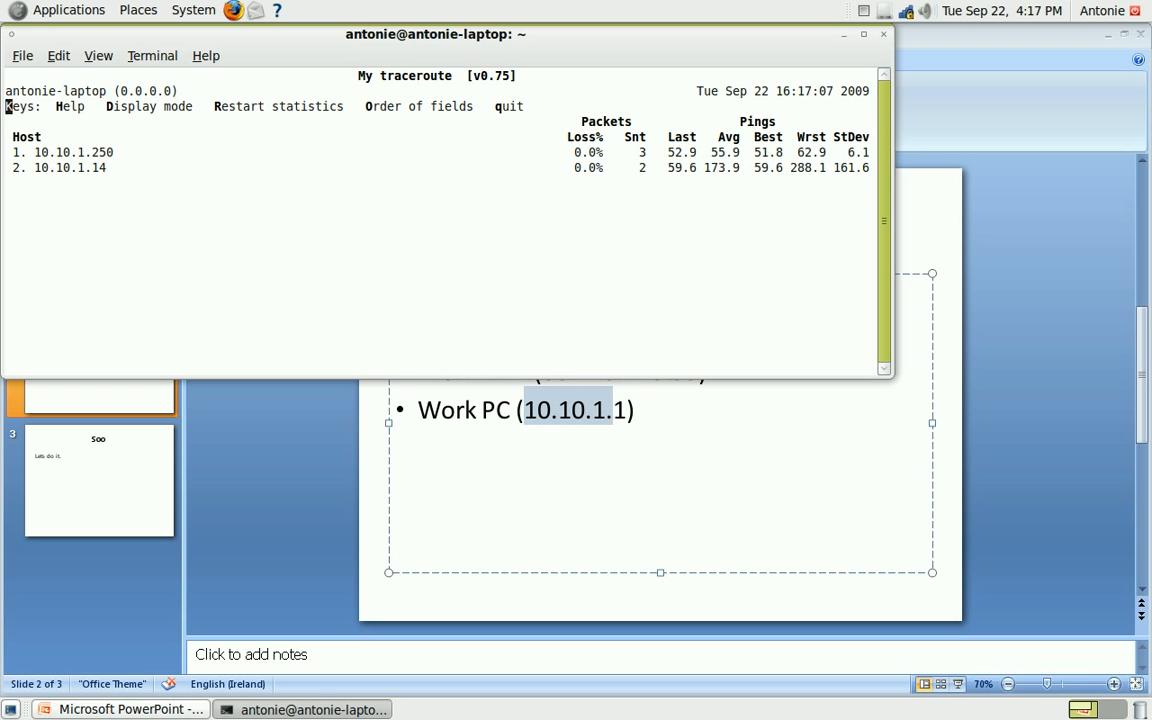 Applications Places System ? Tue Sep 22, 4:17 PM Antonie
antonie@antonie-laptop: ~
File Edit View Terminal Help
My traceroute [v0.75]
antonie-laptop (0.0.0.0) Tue Sep 22 16:17:07 2009
Keys: Help Display mode Restart statistics Order of fields quit
Packets Pings
Host Loss% Snt Last Avg Best Wrst StDev
1. 10.10.1.250 0.0% 3 52.9 55.9 51.8 62.9 6.1
2. 10.10.1.14 0.0% 2 59.6 173.9 59.6 288.1 161.6
• Work PC (10.10.1.1)
3
Soo
Lets do it.
Click to add notes
Slide 2 of 3 "Office Theme" English (Ireland) 70%
Microsoft PowerPoint -... antonie@antonie-lapto...